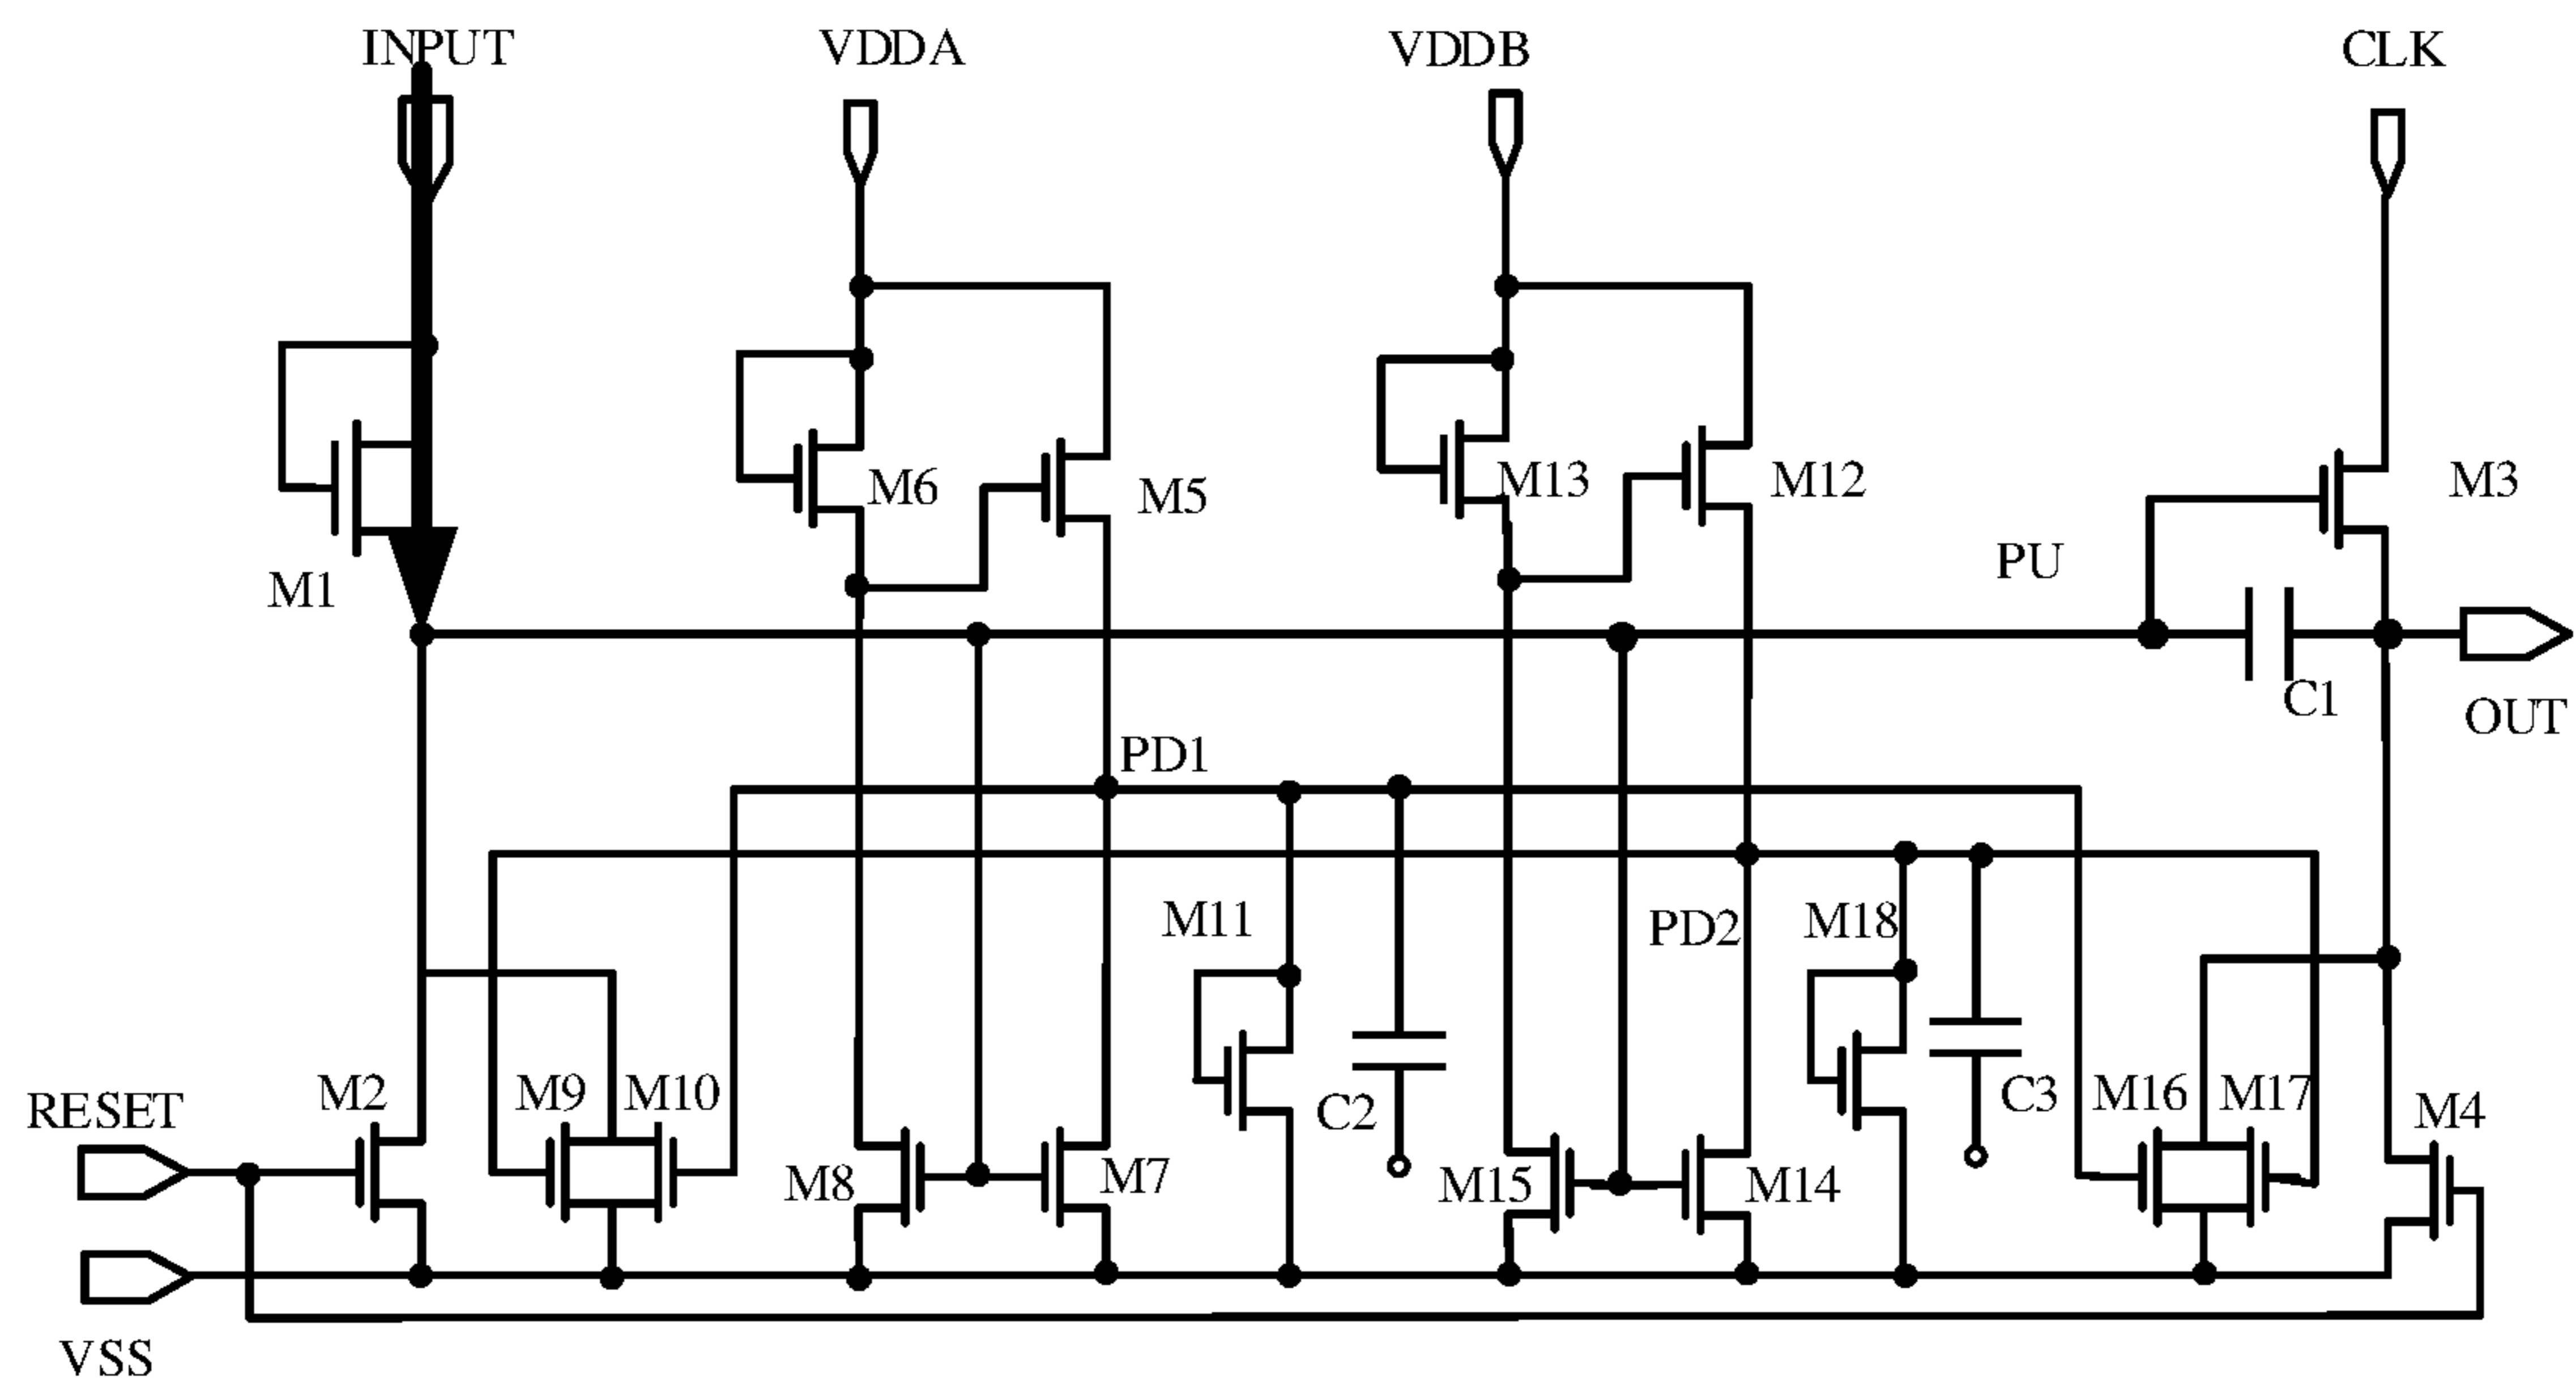 INPUT
VDDA
VDDB
CLK
M6
M5
M13
M12
M3
M1
PU
C1
OUT
PD1
M11
PD2
M18
RESET
M2
M9
M10
M8
M7
C2
M15
M14
C3
M16
M17
M4
VSS